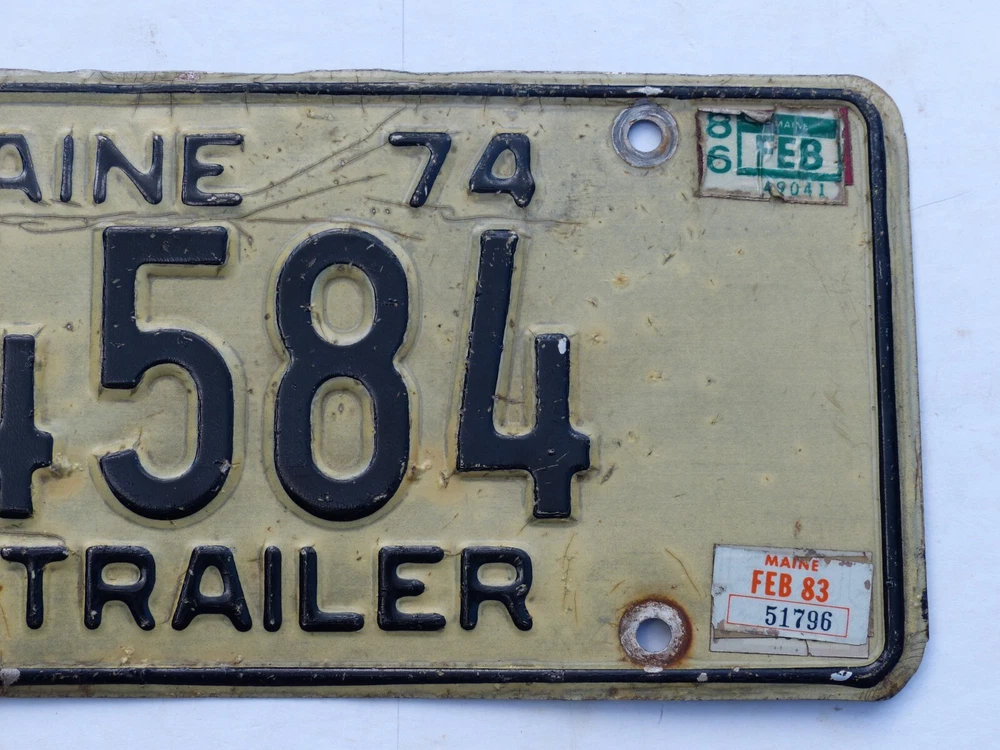 AINE 74
4584
TRAILER
86
MAINE
FEB
49041
MAINE
FEB 83
51796